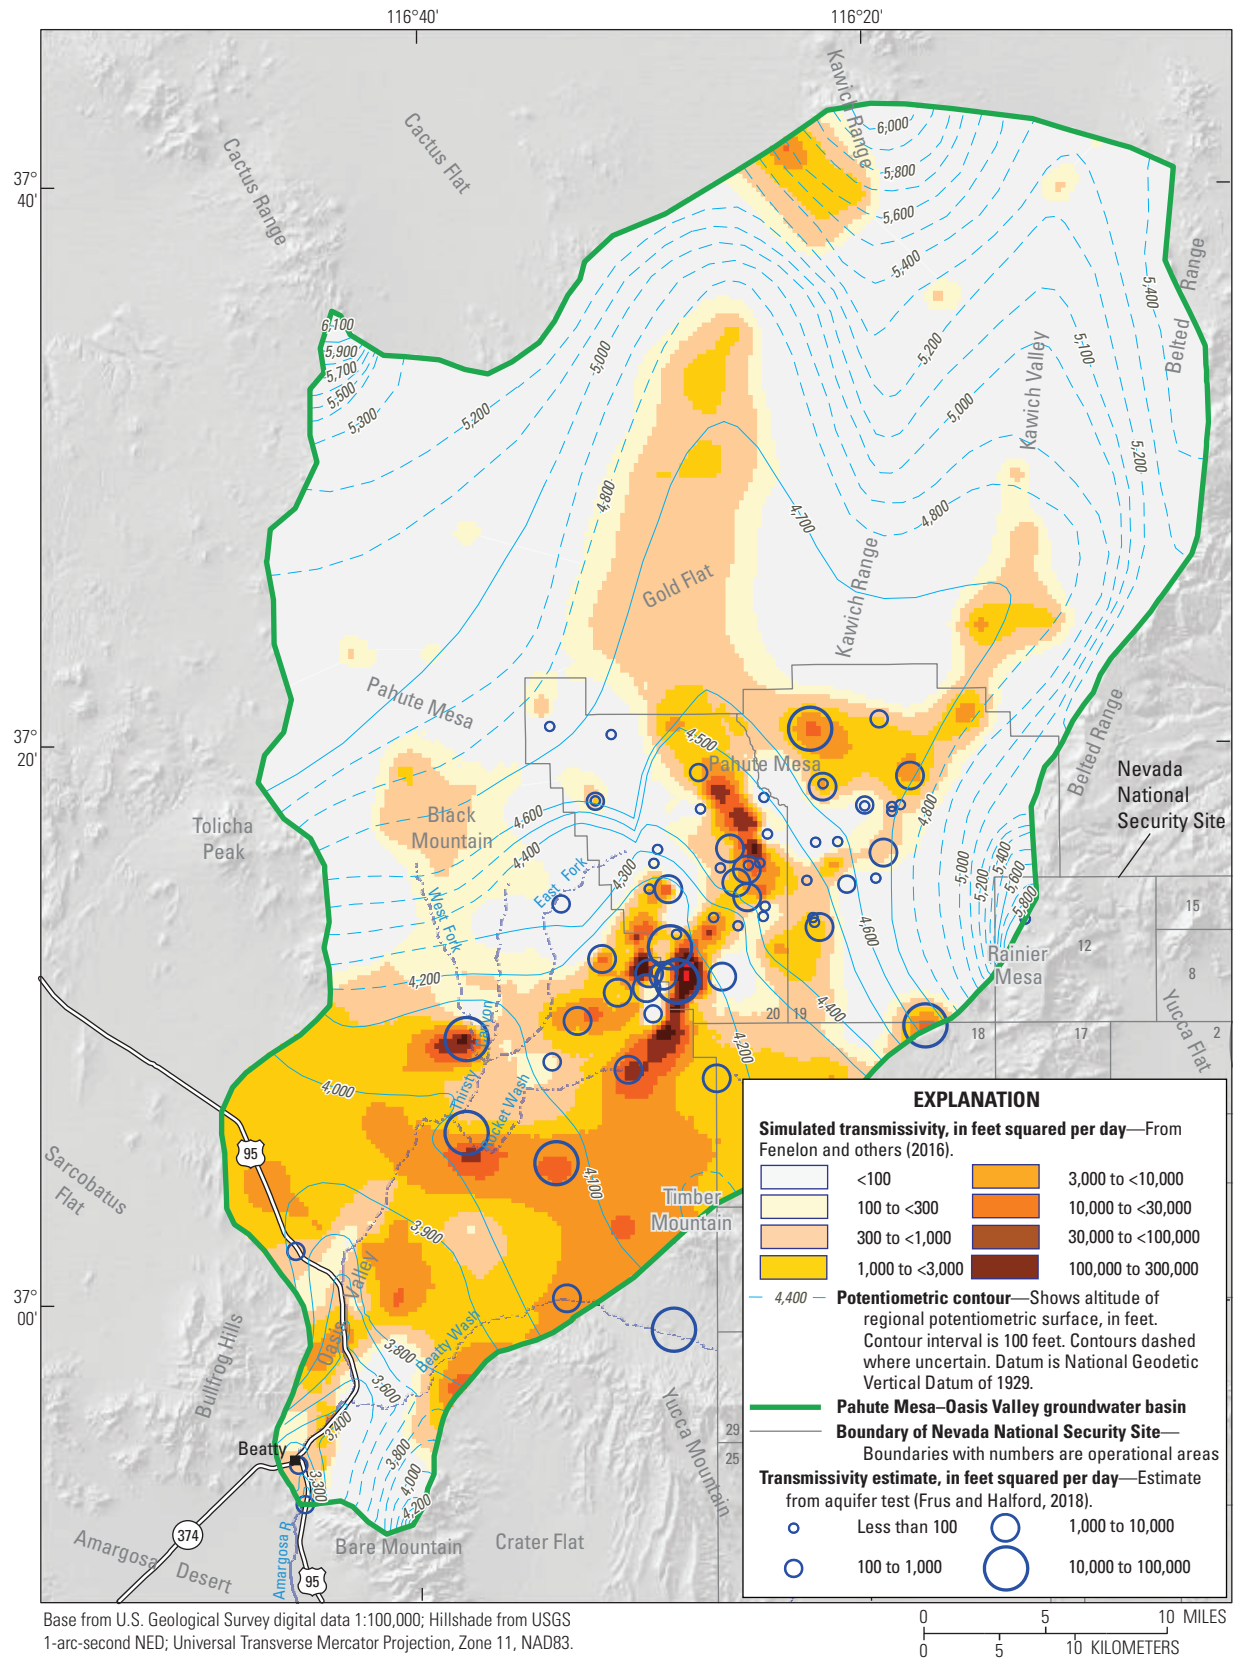 116°40'
116°20'
37°
40'
37°
20'
37°
00'
Kawich Range
Cactus Flat
Cactus Range
6,000
5,800
5,600
5,400
5,400
Belted Range
6,100
5,900
5,700
5,500
5,300
5,200
5,000
5,200
5,100
Kawich Valley
5,000
5,200
4,800
4,700
4,800
Gold Flat
Kawich Range
Pahute Mesa
4,500
Pahute Mesa
Belted Range
Nevada
National
Security Site
Tolicha
Peak
Black
Mountain
4,600
4,400
4,300
4,800
5,000
5,200
5,400
5,600
5,800
East Fork
West Fork
4,600
Rainier
Mesa
15
12
8
4,200
4,400
20
19
18
17
2
Yucca Flat
Thirsty Canyon
Rocket Wash
4,200
4,000
95
Sarcobatus
Flat
4,100
Timber
Mountain
3,900
Oasis Valley
Bullfrog Hills
Beatty Wash
3,800
3,600
3,400
Beatty
3,300
3,800
4,000
4,200
Yucca Mountain
29
25
374
Amargosa Desert
Amargosa R
95
Bare Mountain
Crater Flat
EXPLANATION
Simulated transmissivity, in feet squared per day—From
Fenelon and others (2016).
<100
3,000 to <10,000
100 to <300
10,000 to <30,000
300 to <1,000
30,000 to <100,000
1,000 to <3,000
100,000 to 300,000
4,400
Potentiometric contour—Shows altitude of
regional potentiometric surface, in feet.
Contour interval is 100 feet. Contours dashed
where uncertain. Datum is National Geodetic
Vertical Datum of 1929.
Pahute Mesa–Oasis Valley groundwater basin
Boundary of Nevada National Security Site—
Boundaries with numbers are operational areas
Transmissivity estimate, in feet squared per day—Estimate
from aquifer test (Frus and Halford, 2018).
Less than 100
1,000 to 10,000
100 to 1,000
10,000 to 100,000
Base from U.S. Geological Survey digital data 1:100,000; Hillshade from USGS
1-arc-second NED; Universal Transverse Mercator Projection, Zone 11, NAD83.
0 5 10 MILES
0 5 10 KILOMETERS